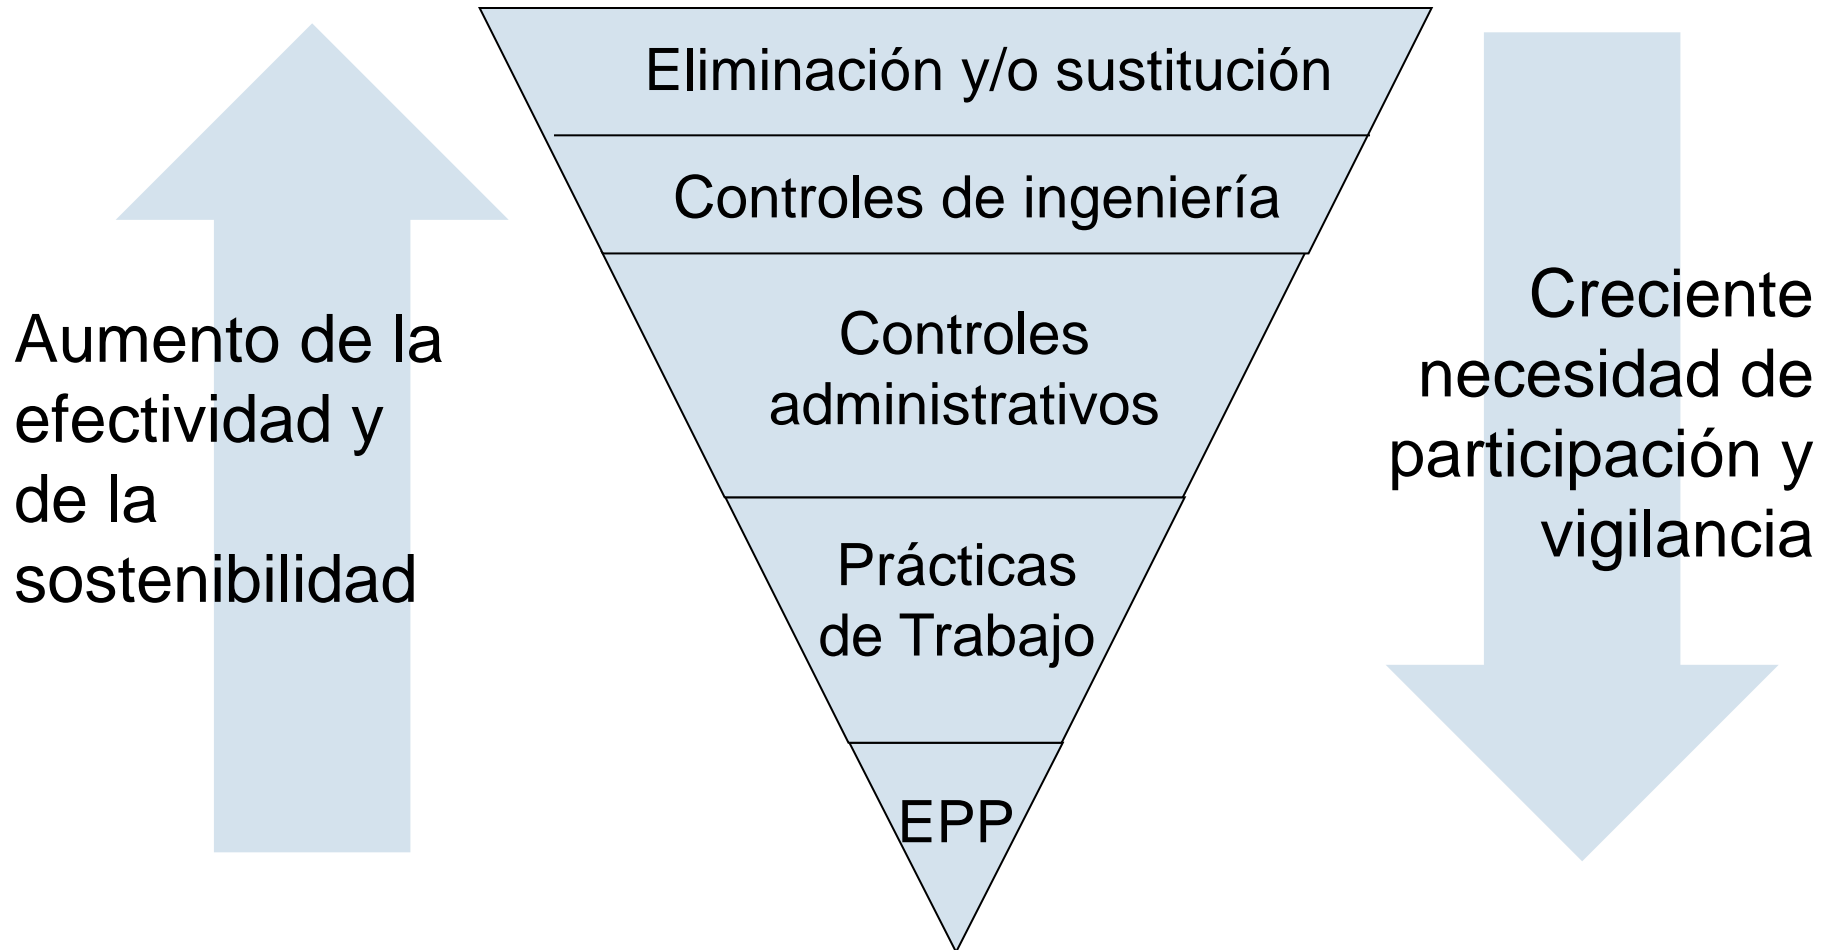 Eliminación y/o sustitución
Controles de ingeniería
Controles
administrativos
Prácticas
de Trabajo
EPP
Aumento de la
efectividad y
de la
sostenibilidad
Creciente
necesidad de
participación y
vigilancia